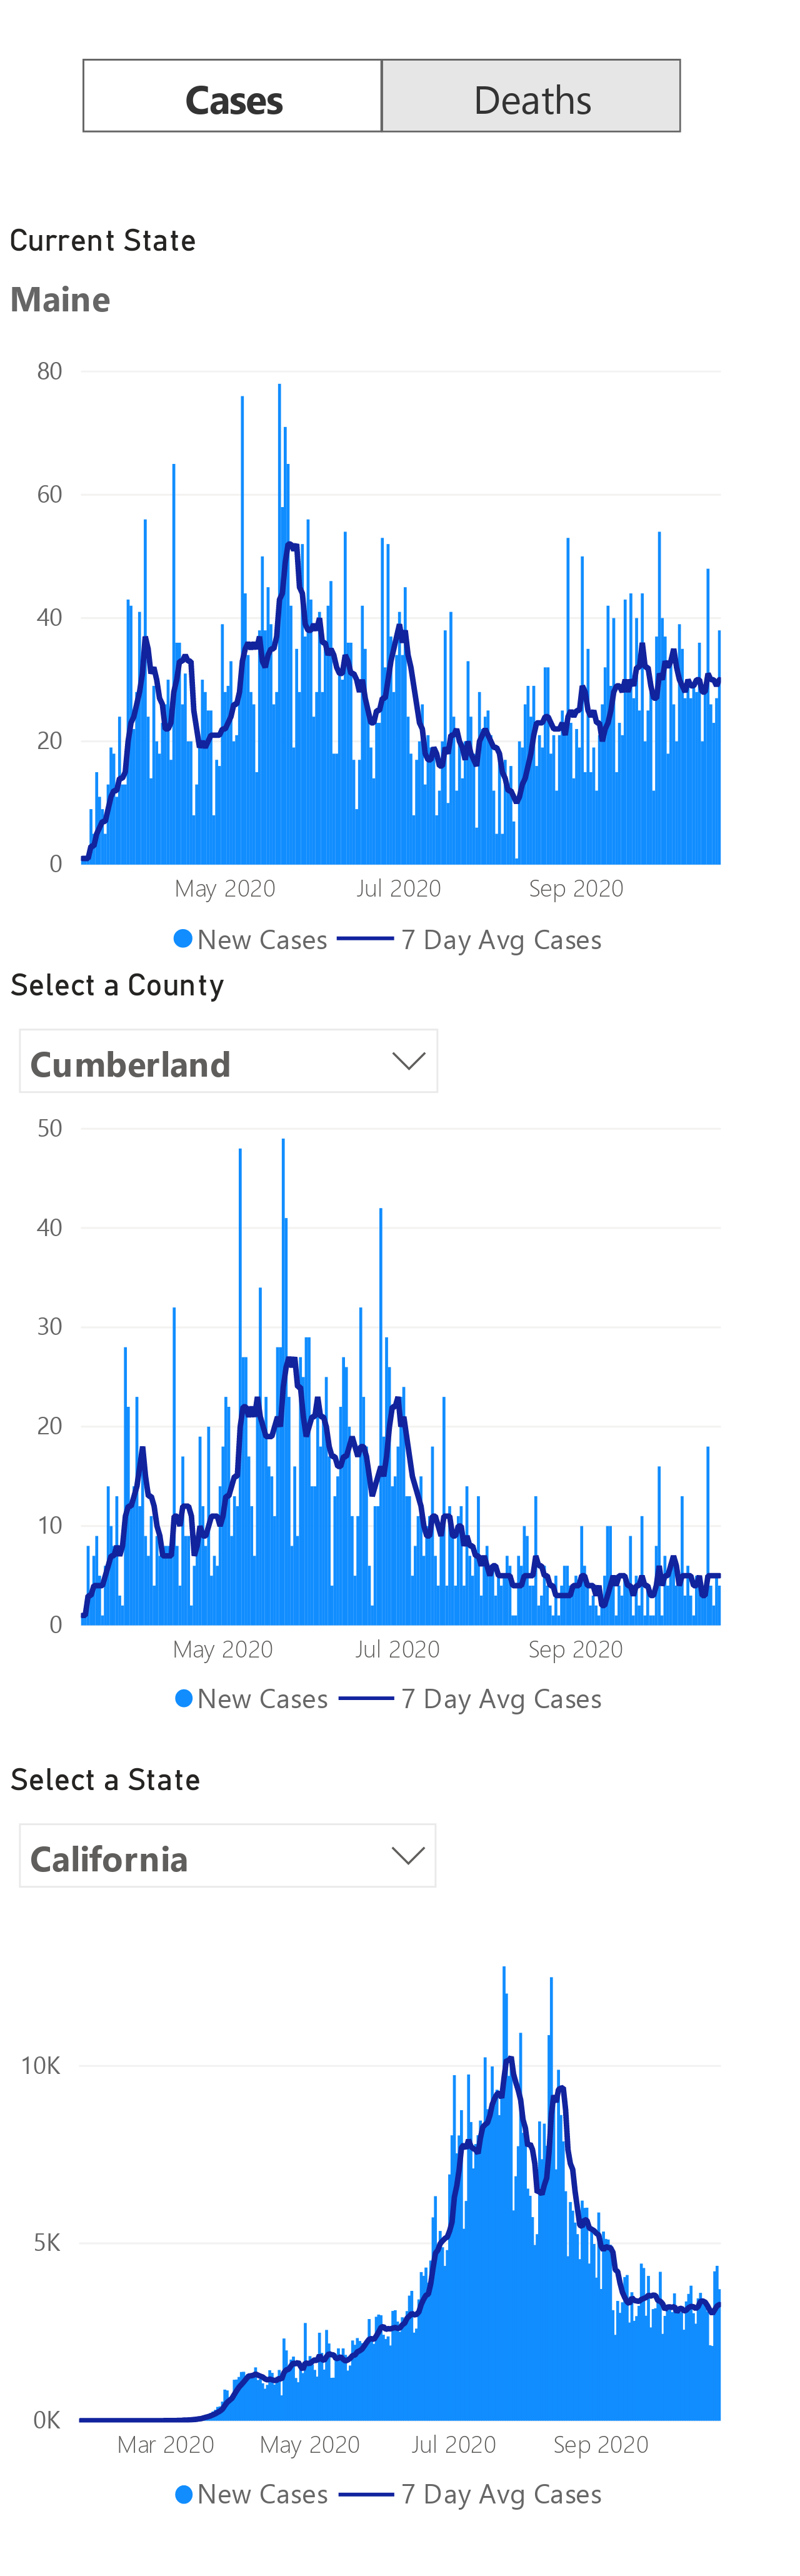 Cases Deaths
Current State
Maine
80
60
40
20
0
May 2020 Jul 2020 Sep 2020
New Cases 7 Day Avg Cases
Select a County
Cumberland
50
40
30
20
10
0
May 2020 Jul 2020 Sep 2020
New Cases 7 Day Avg Cases
Select a State
California
10K
5K
0K
Mar 2020 May 2020 Jul 2020 Sep 2020
New Cases 7 Day Avg Cases